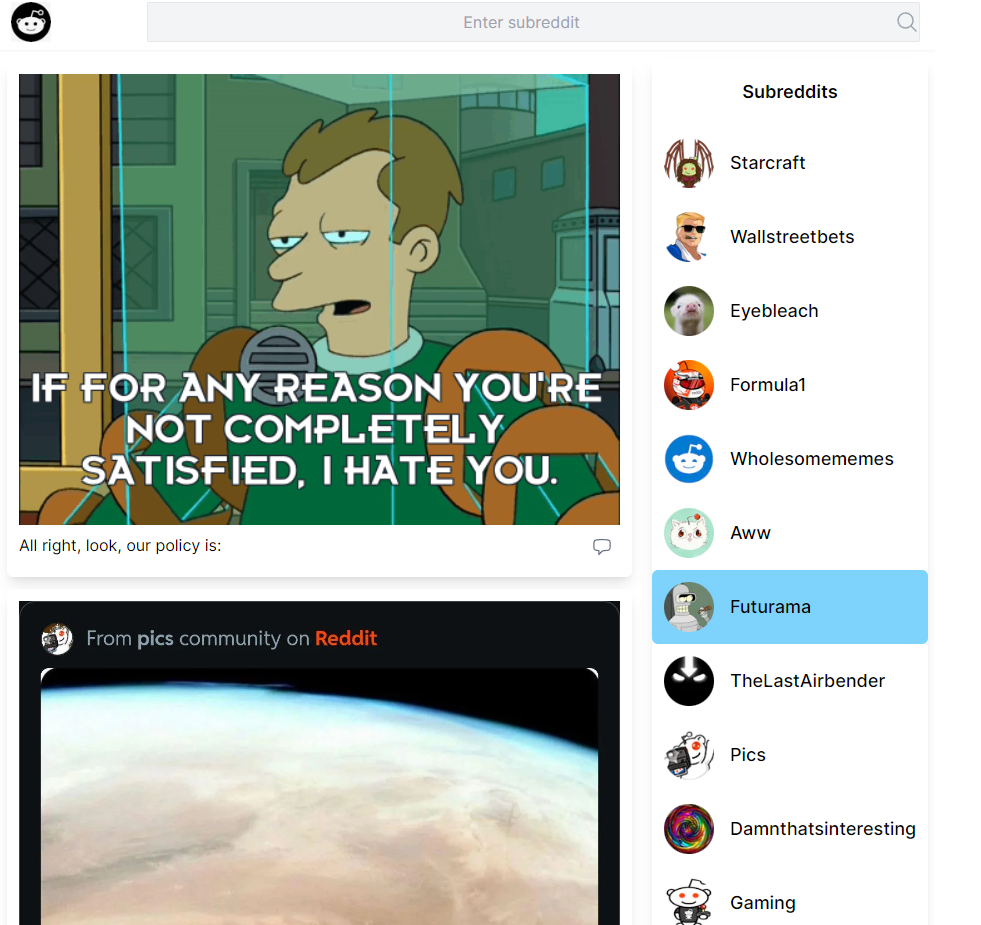 Enter subreddit
IF FOR ANY REASON YOU'RE
NOT COMPLETELY
SATISFIED, I HATE YOU.
All right, look, our policy is:
From pics community on Reddit
Subreddits
Starcraft
Wallstreetbets
Eyebleach
Formula1
Wholesomememes
Aww
Futurama
TheLastAirbender
Pics
Damnthatsinteresting
Gaming